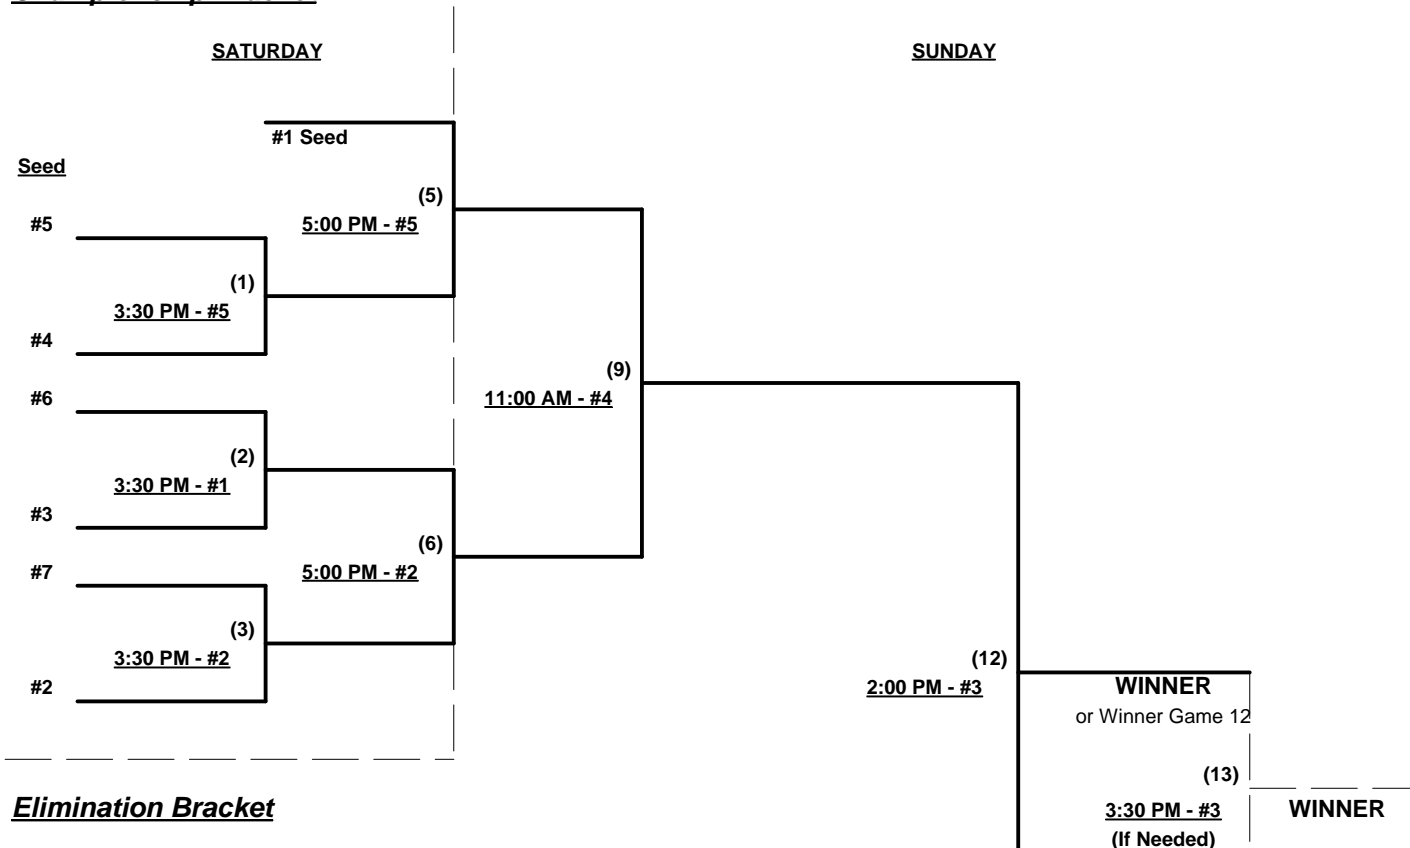 SATURDAY
SUNDAY
#1 Seed
Seed
(5)
#5
5:00 PM - #5
(1)
3:30 PM - #5
#4
(9)
#6
11:00 AM - #4
(2)
3:30 PM - #1
#3
(6)
#7
5:00 PM - #2
(3)
3:30 PM - #2
(12)
#2
2:00 PM - #3
WINNER
or Winner Game 12
(13)
Elimination Bracket
3:30 PM - #3
WINNER
(If Needed)